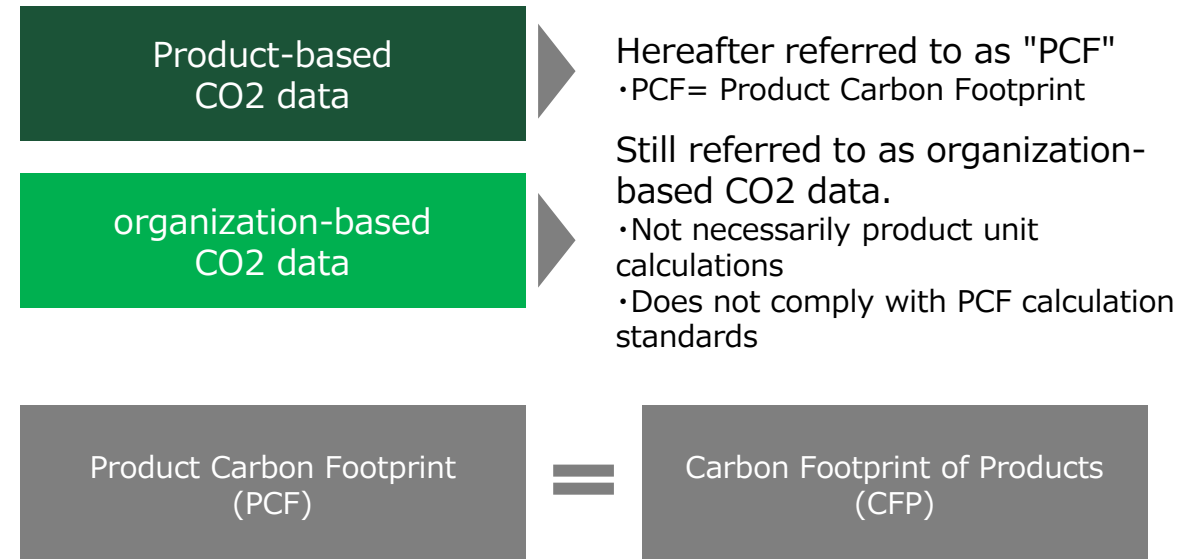 Product-based
CO2 data
Hereafter referred to as "PCF"
・PCF= Product Carbon Footprint
organization-based
CO2 data
Still referred to as organization-
based CO2 data.
・Not necessarily product unit
calculations
・Does not comply with PCF calculation
standards
Product Carbon Footprint
(PCF)
=
Carbon Footprint of Products
(CFP)